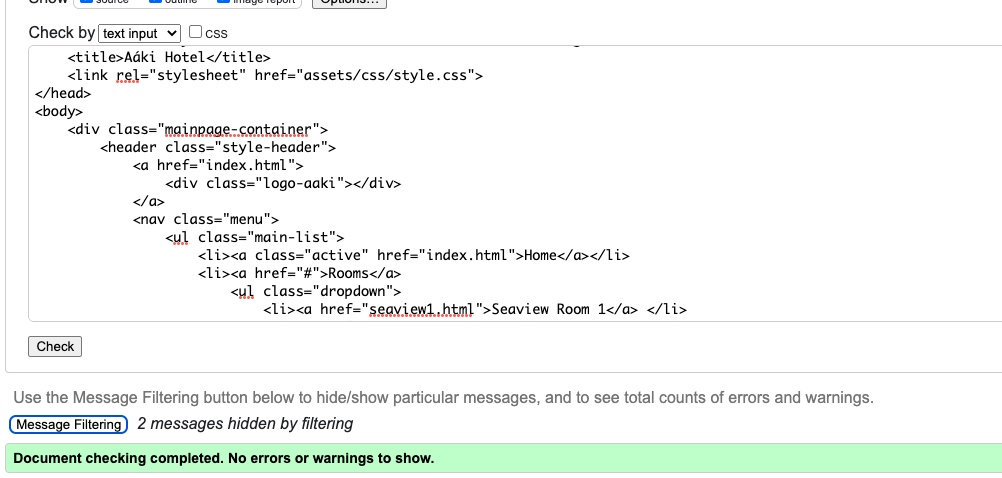 Show source outline image report Options...
Check by text input css
<title>Aáki Hotel</title>
<link rel="stylesheet" href="assets/css/style.css">
</head>
<body>
<div class="mainpage-container">
<header class="style-header">
<a href="index.html">
<div class="logo-aaki"></div>
</a>
<nav class="menu">
<ul class="main-list">
<li><a class="active" href="index.html">Home</a></li>
<li><a href="#">Rooms</a>
<ul class="dropdown">
<li><a href="seaview1.html">Seaview Room 1</a> </li>
Check
Use the Message Filtering button below to hide/show particular messages, and to see total counts of errors and warnings.
Message Filtering 2 messages hidden by filtering
Document checking completed. No errors or warnings to show.